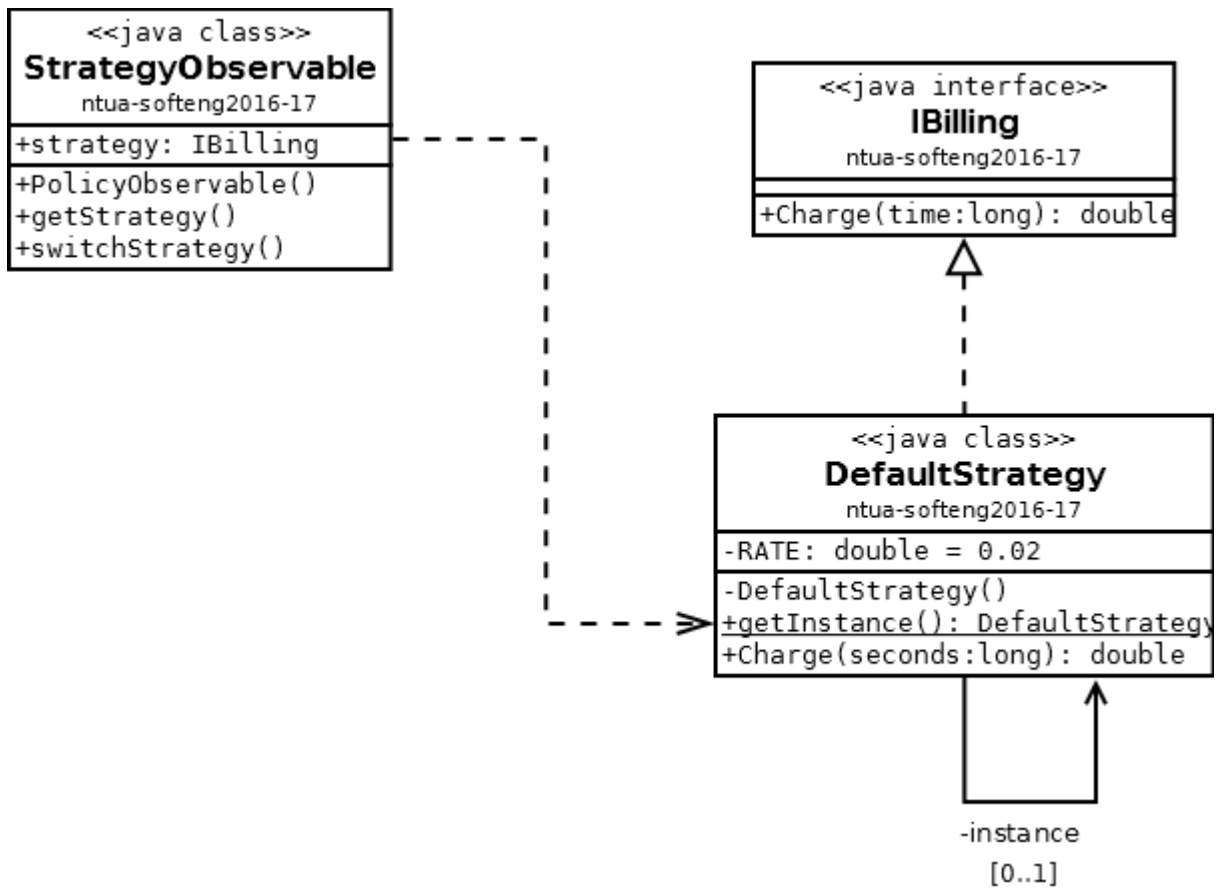 <<java class>>
StrategyObservable
ntua-softeng2016-17
+strategy: IBilling
+PolicyObservable()
+getStrategy()
+switchStrategy()
<<java interface>>
IBilling
ntua-softeng2016-17
+Charge(time:long): double
<<java class>>
DefaultStrategy
ntua-softeng2016-17
-RATE: double = 0.02
-DefaultStrategy()
+getInstance(): DefaultStrategy
+Charge(seconds:long): double
-instance
[0..1]